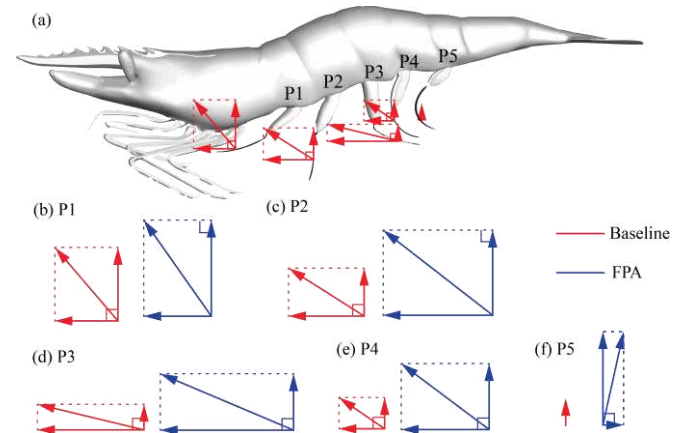 (a)
P1
P2
P3
P4
P5
(b) P1
(c) P2
Baseline
FPA
(d) P3
(e) P4
(f) P5